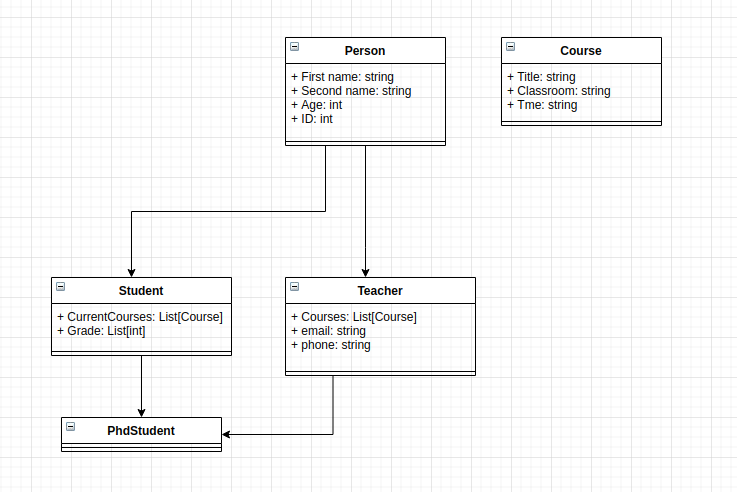 Person
+ First name: string
+ Second name: string
+ Age: int
+ ID: int
Course
+ Title: string
+ Classroom: string
+ Tme: string
Student
+ CurrentCourses: List[Course]
+ Grade: List[int]
Teacher
+ Courses: List[Course]
+ email: string
+ phone: string
PhdStudent